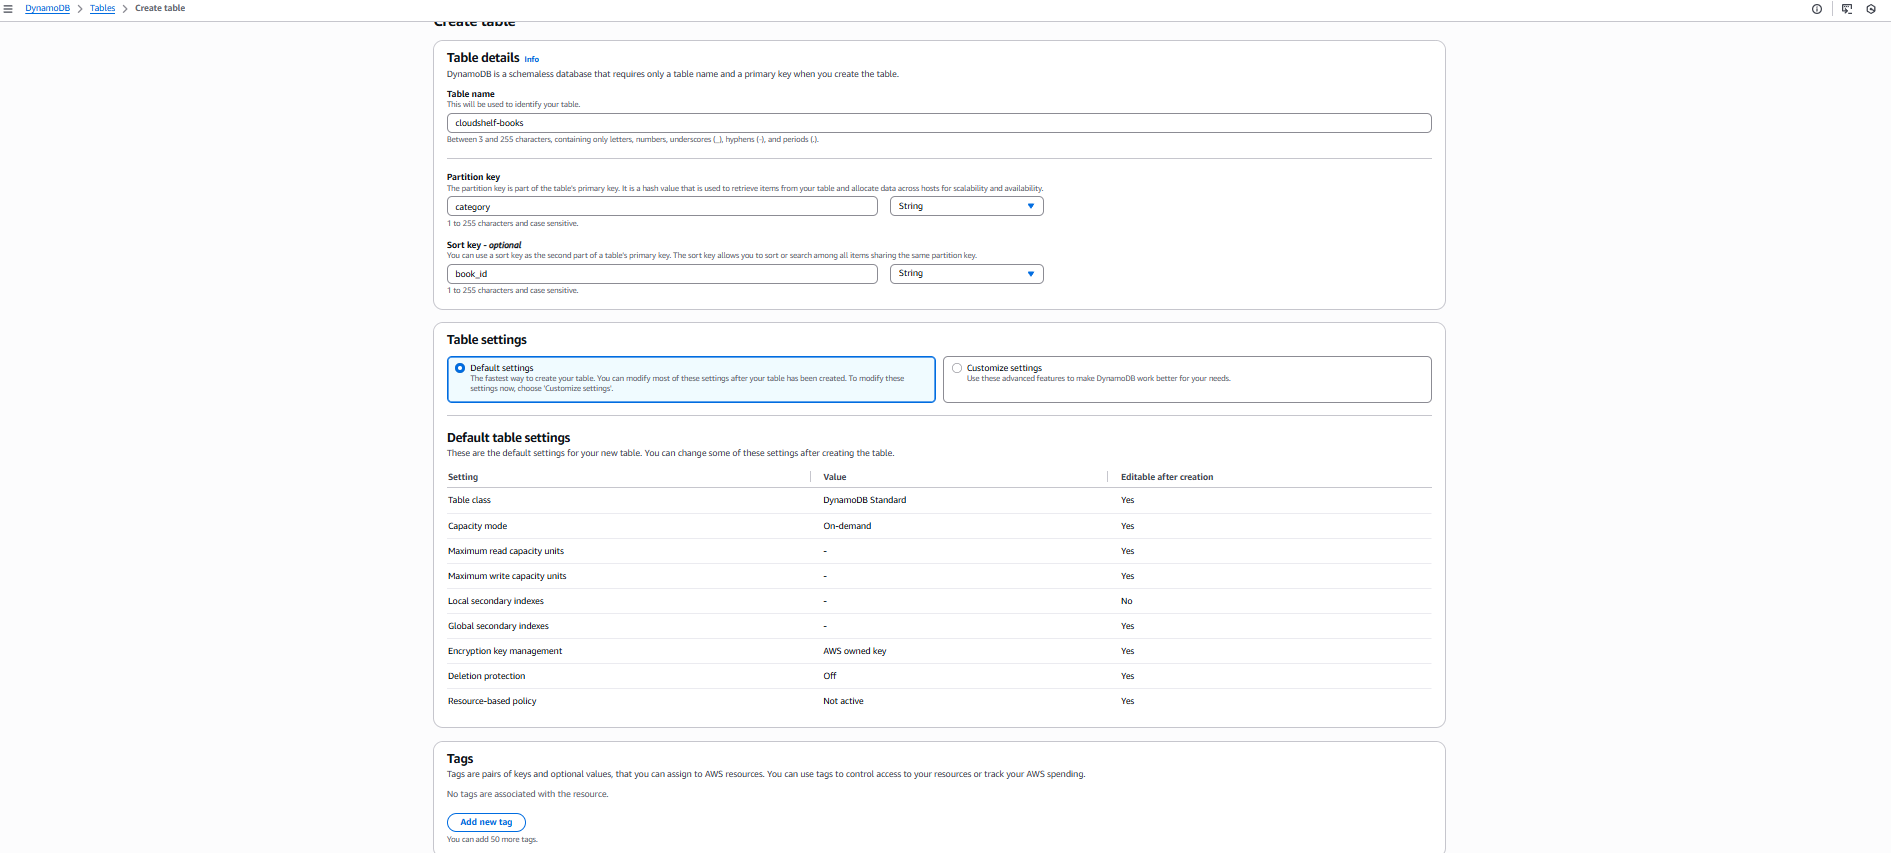 DynamoDB > Tables > Create table
Create table
Table details Info
DynamoDB is a schemaless database that requires only a table name and a primary key when you create the table.
Table name
This will be used to identify your table.
cloudshelf-books
Between 3 and 255 characters, containing only letters, numbers, underscores (_), hyphens (-), and periods (.).
Partition key
The partition key is part of the table's primary key. It is a hash value that is used to retrieve items from your table and allocate data across hosts for scalability and availability.
category String
1 to 255 characters and case sensitive.
Sort key - optional
You can use a sort key as the second part of a table's primary key. The sort key allows you to sort or search among all items sharing the same partition key.
book_id String
1 to 255 characters and case sensitive.
Table settings
Default settings
The fastest way to create your table. You can modify most of these settings after your table has been created. To modify these
settings now, choose 'Customize settings'.
Customize settings
Use these advanced features to make DynamoDB work better for your needs.
Default table settings
These are the default settings for your new table. You can change some of these settings after creating the table.
Setting Value Editable after creation
Table class DynamoDB Standard Yes
Capacity mode On-demand Yes
Maximum read capacity units - Yes
Maximum write capacity units - Yes
Local secondary indexes - No
Global secondary indexes - Yes
Encryption key management AWS owned key Yes
Deletion protection Off Yes
Resource-based policy Not active Yes
Tags
Tags are pairs of keys and optional values, that you can assign to AWS resources. You can use tags to control access to your resources or track your AWS spending.
No tags are associated with the resource.
Add new tag
You can add 50 more tags.